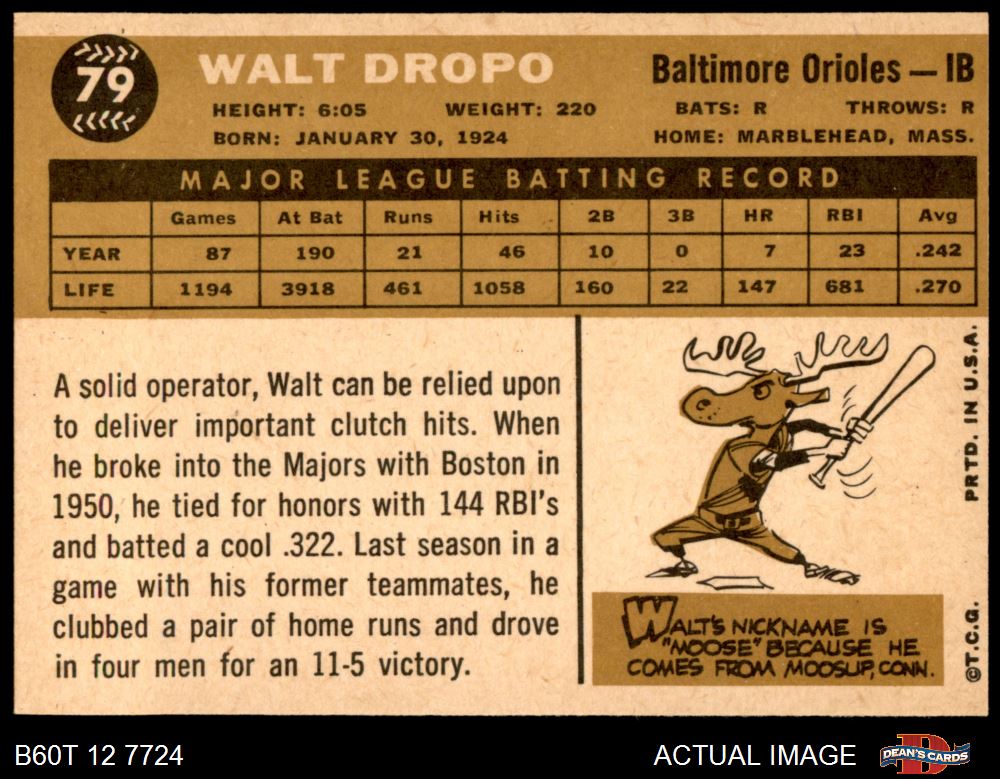 79
WALT DROPO
Baltimore Orioles — 1B
HEIGHT: 6:05 WEIGHT: 220 BATS: R THROWS: R
BORN: JANUARY 30, 1924 HOME: MARBLEHEAD, MASS.
MAJOR LEAGUE BATTING RECORD
Games At Bat Runs Hits 2B 3B HR RBI Avg
YEAR 87 190 21 46 10 0 7 23 .242
LIFE 1194 3918 461 1058 160 22 147 681 .270
A solid operator, Walt can be relied upon
to deliver important clutch hits. When
he broke into the Majors with Boston in
1950, he tied for honors with 144 RBI's
and batted a cool .322. Last season in a
game with his former teammates, he
clubbed a pair of home runs and drove
in four men for an 11-5 victory.
WALT'S NICKNAME IS
"MOOSE" BECAUSE HE
COMES FROM MOOSUP, CONN.
©T.C.G. PRTD. IN U.S.A.
B60T 12 7724
ACTUAL IMAGE
D
DEAN'S CARDS